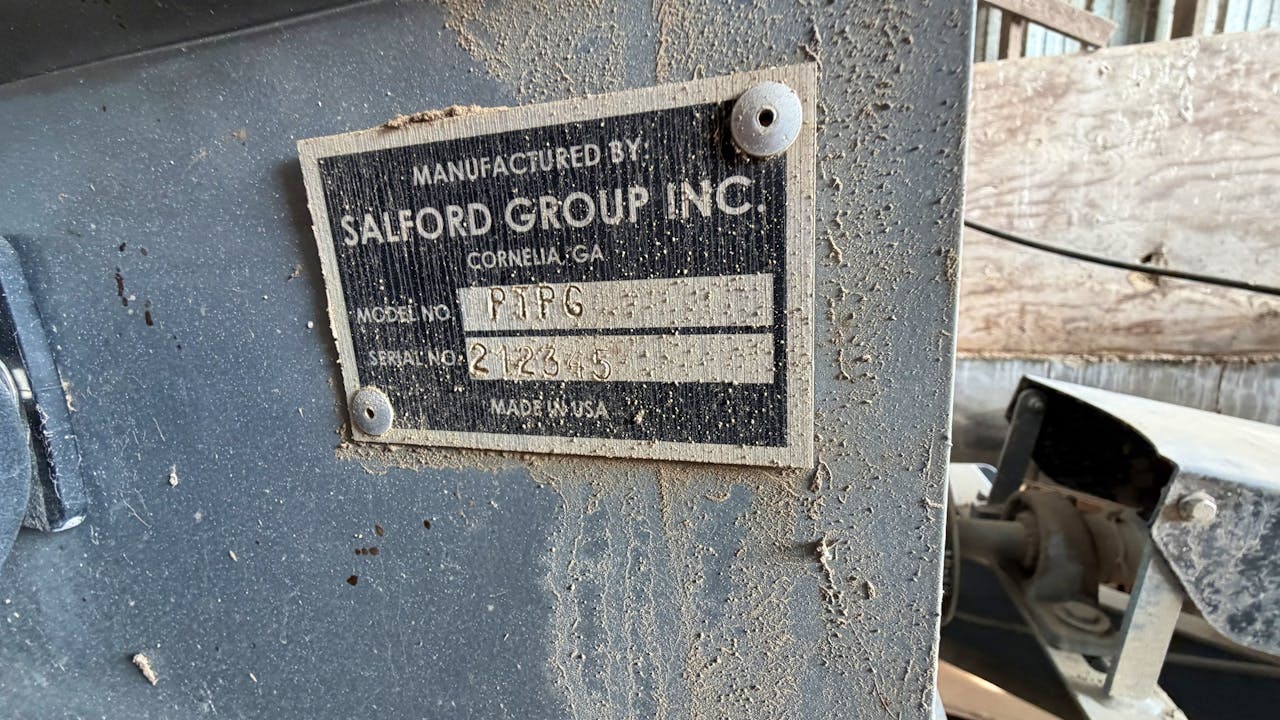 MANUFACTURED BY:
SALFORD GROUP INC.
CORNELIA, GA
MODEL NO. PTPG
SERIAL NO. 212345
MADE IN USA